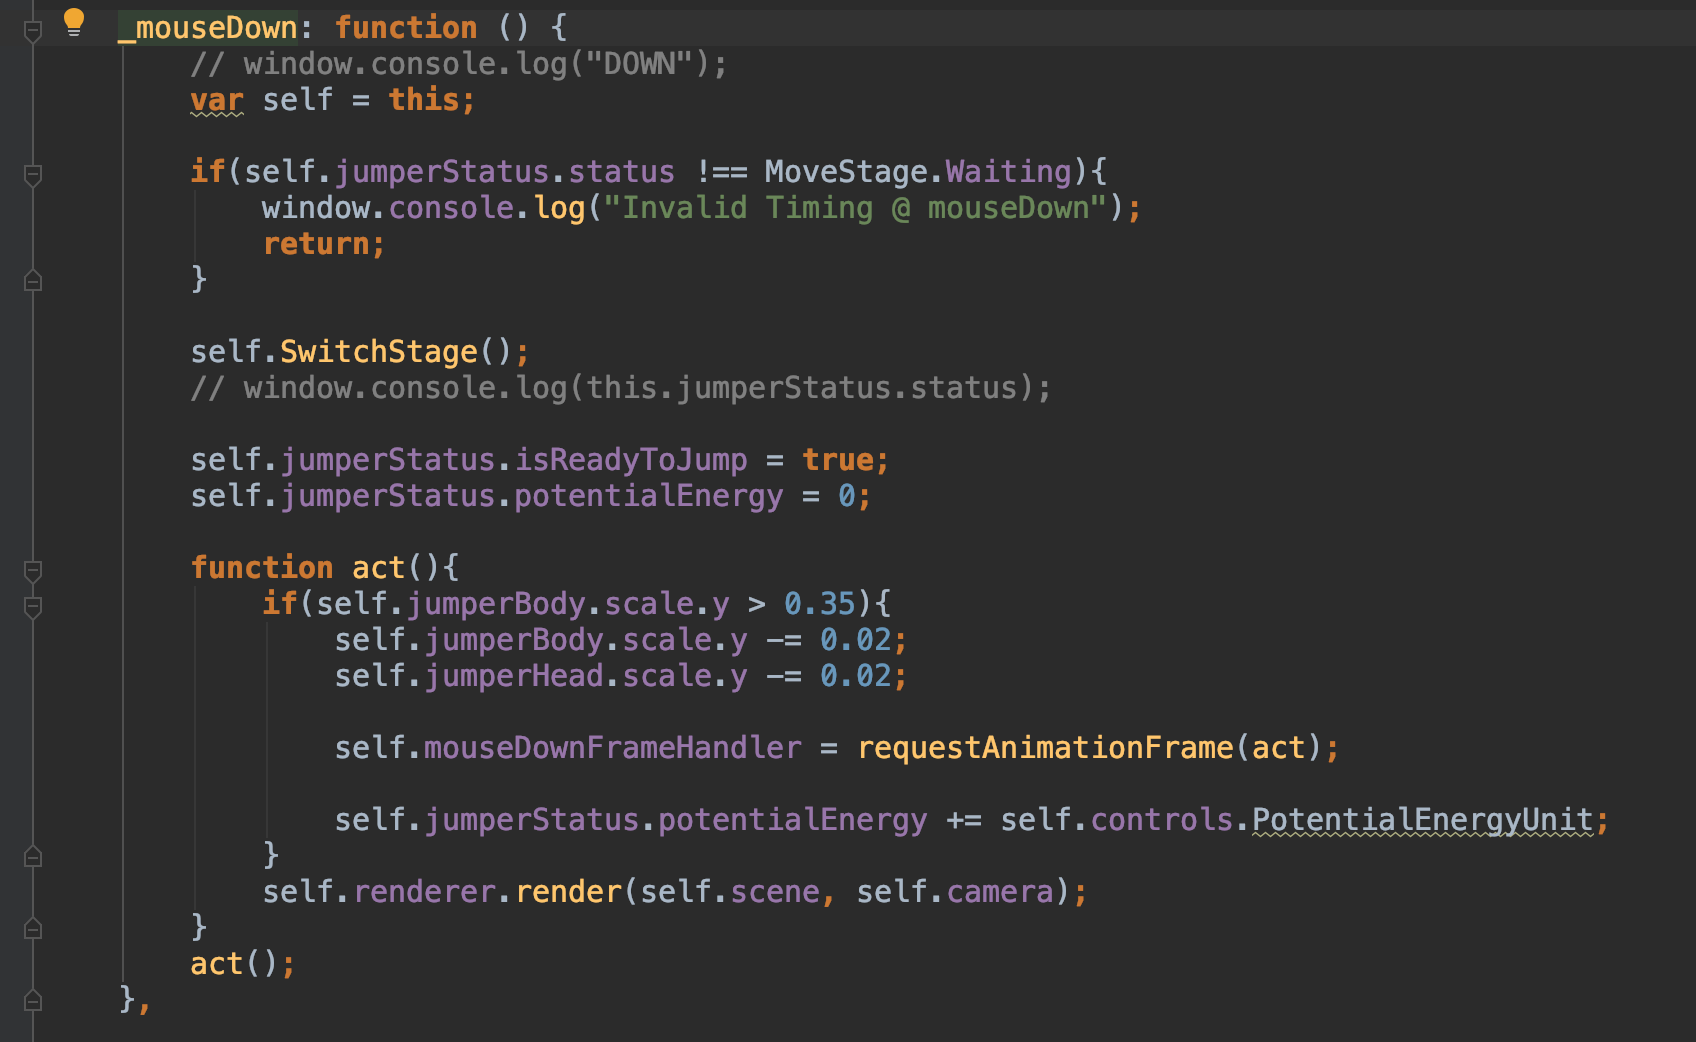 _mouseDown: function () {
// window.console.log("DOWN");
var self = this;
if(self.jumperStatus.status !== MoveStage.Waiting){
window.console.log("Invalid Timing @ mouseDown");
return;
}
self.SwitchStage();
// window.console.log(this.jumperStatus.status);
self.jumperStatus.isReadyToJump = true;
self.jumperStatus.potentialEnergy = 0;
function act(){
if(self.jumperBody.scale.y > 0.35){
self.jumperBody.scale.y -= 0.02;
self.jumperHead.scale.y -= 0.02;
self.mouseDownFrameHandler = requestAnimationFrame(act);
self.jumperStatus.potentialEnergy += self.controls.PotentialEnergyUnit;
}
self.renderer.render(self.scene, self.camera);
}
act();
},